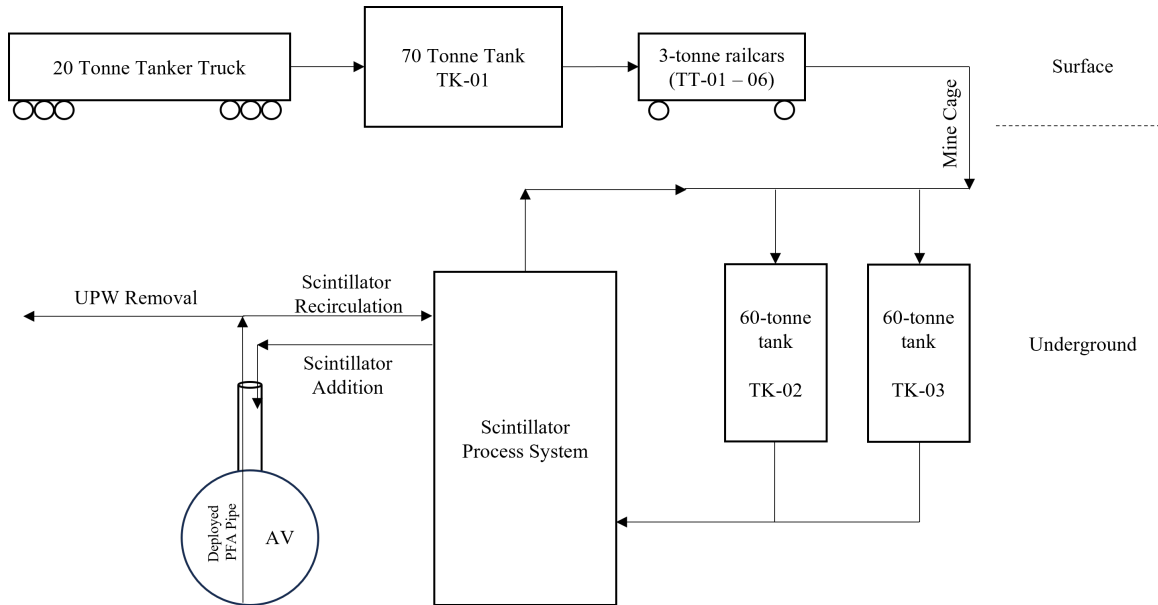 20 Tonne Tanker Truck
70 Tonne Tank
TK-01
3-tonne railcars
(TT-01 – 06)
Surface
Mine Cage
UPW Removal
Scintillator
Recirculation
Scintillator
Addition
Scintillator
Process System
60-tonne
tank
TK-02
60-tonne
tank
TK-03
Underground
Deployed
PFA Pipe
AV